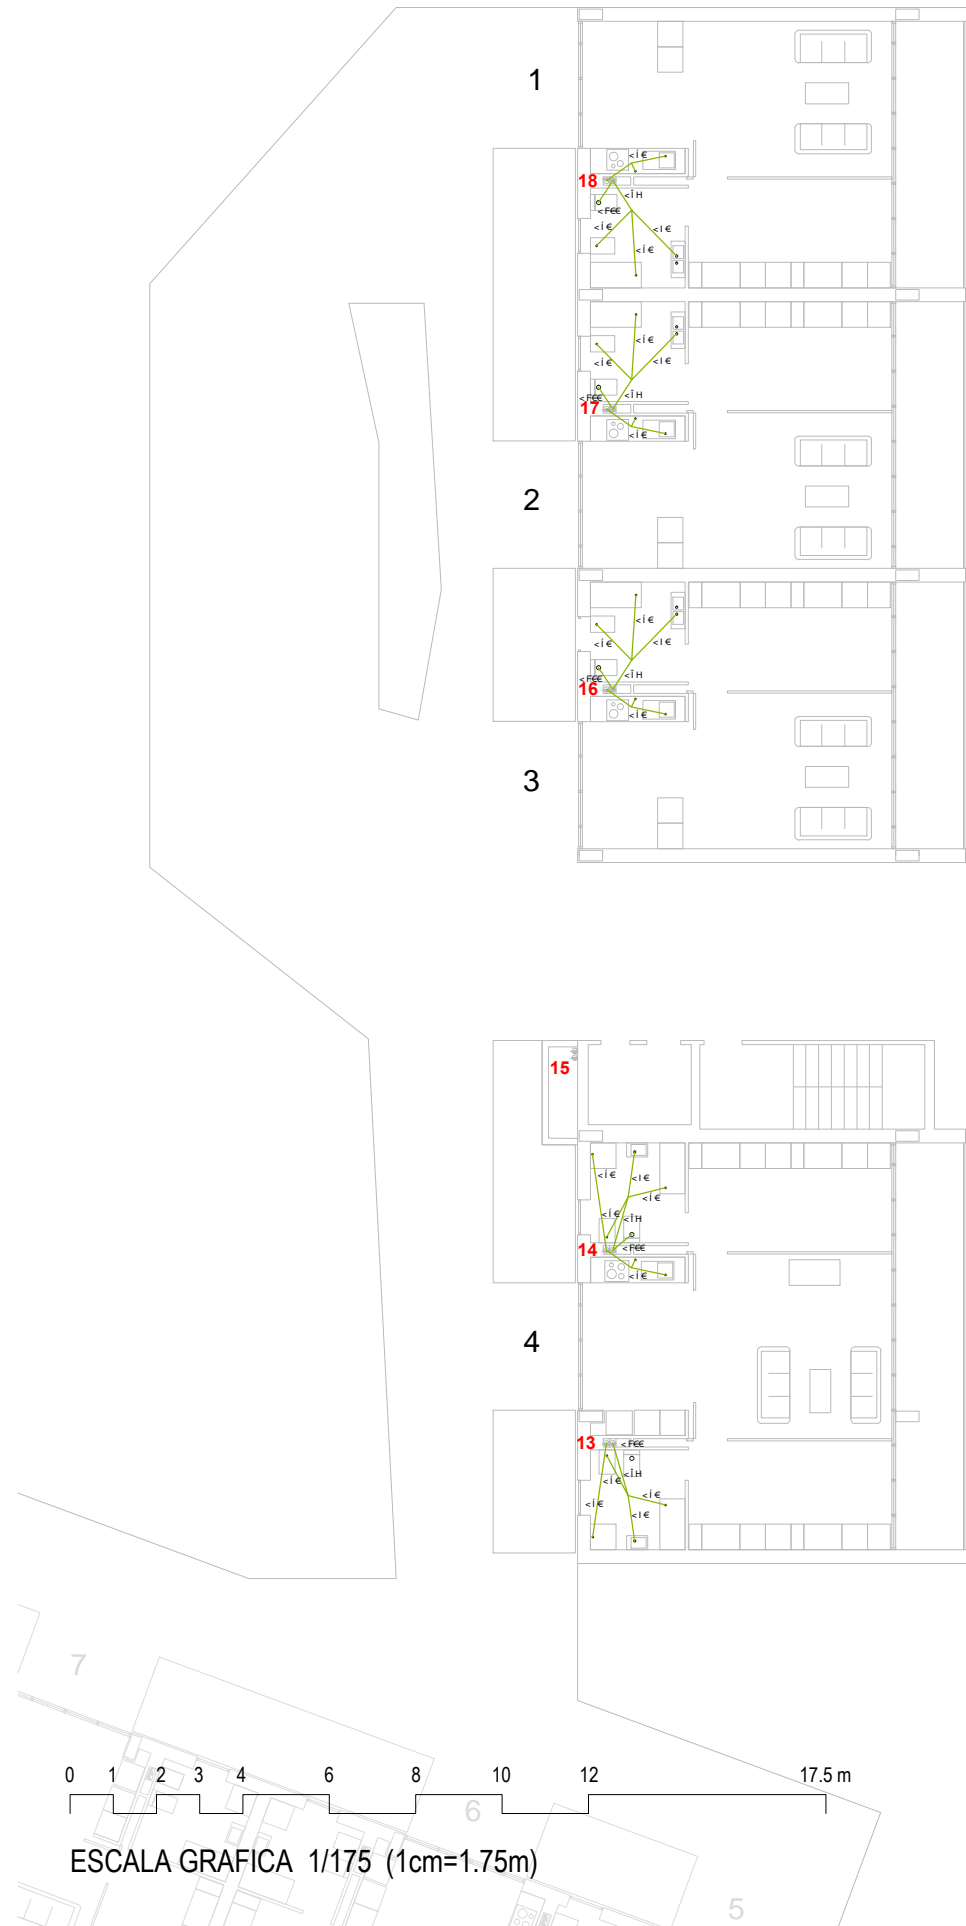 1
18
<Í€
<Î H
<F€€
<Í€
<I €
<Í€
<Í€
<Í€
<I €
<Î H
<F€€
17
<Í€
2
<Í€
<Í€
<I €
<Î H
<F€€
16
<Í€
3
15
<Í€
<I €
<Í€
<Í€
<Î H
14
<F€€
<Í€
4
13
<F€€
<Î H
<Í€
<Í€
<Í€
<I €
7
0 1 2 3 4 6 8 10 12 17.5 m
6
ESCALA GRAFICA 1/175 (1cm=1.75m)
5